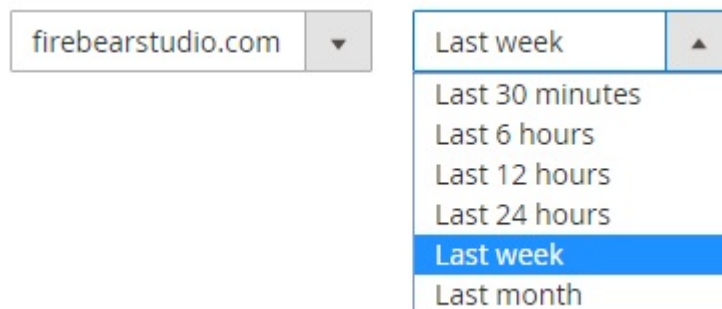 firebearstudio.com
Last week
Last 30 minutes
Last 6 hours
Last 12 hours
Last 24 hours
Last week
Last month